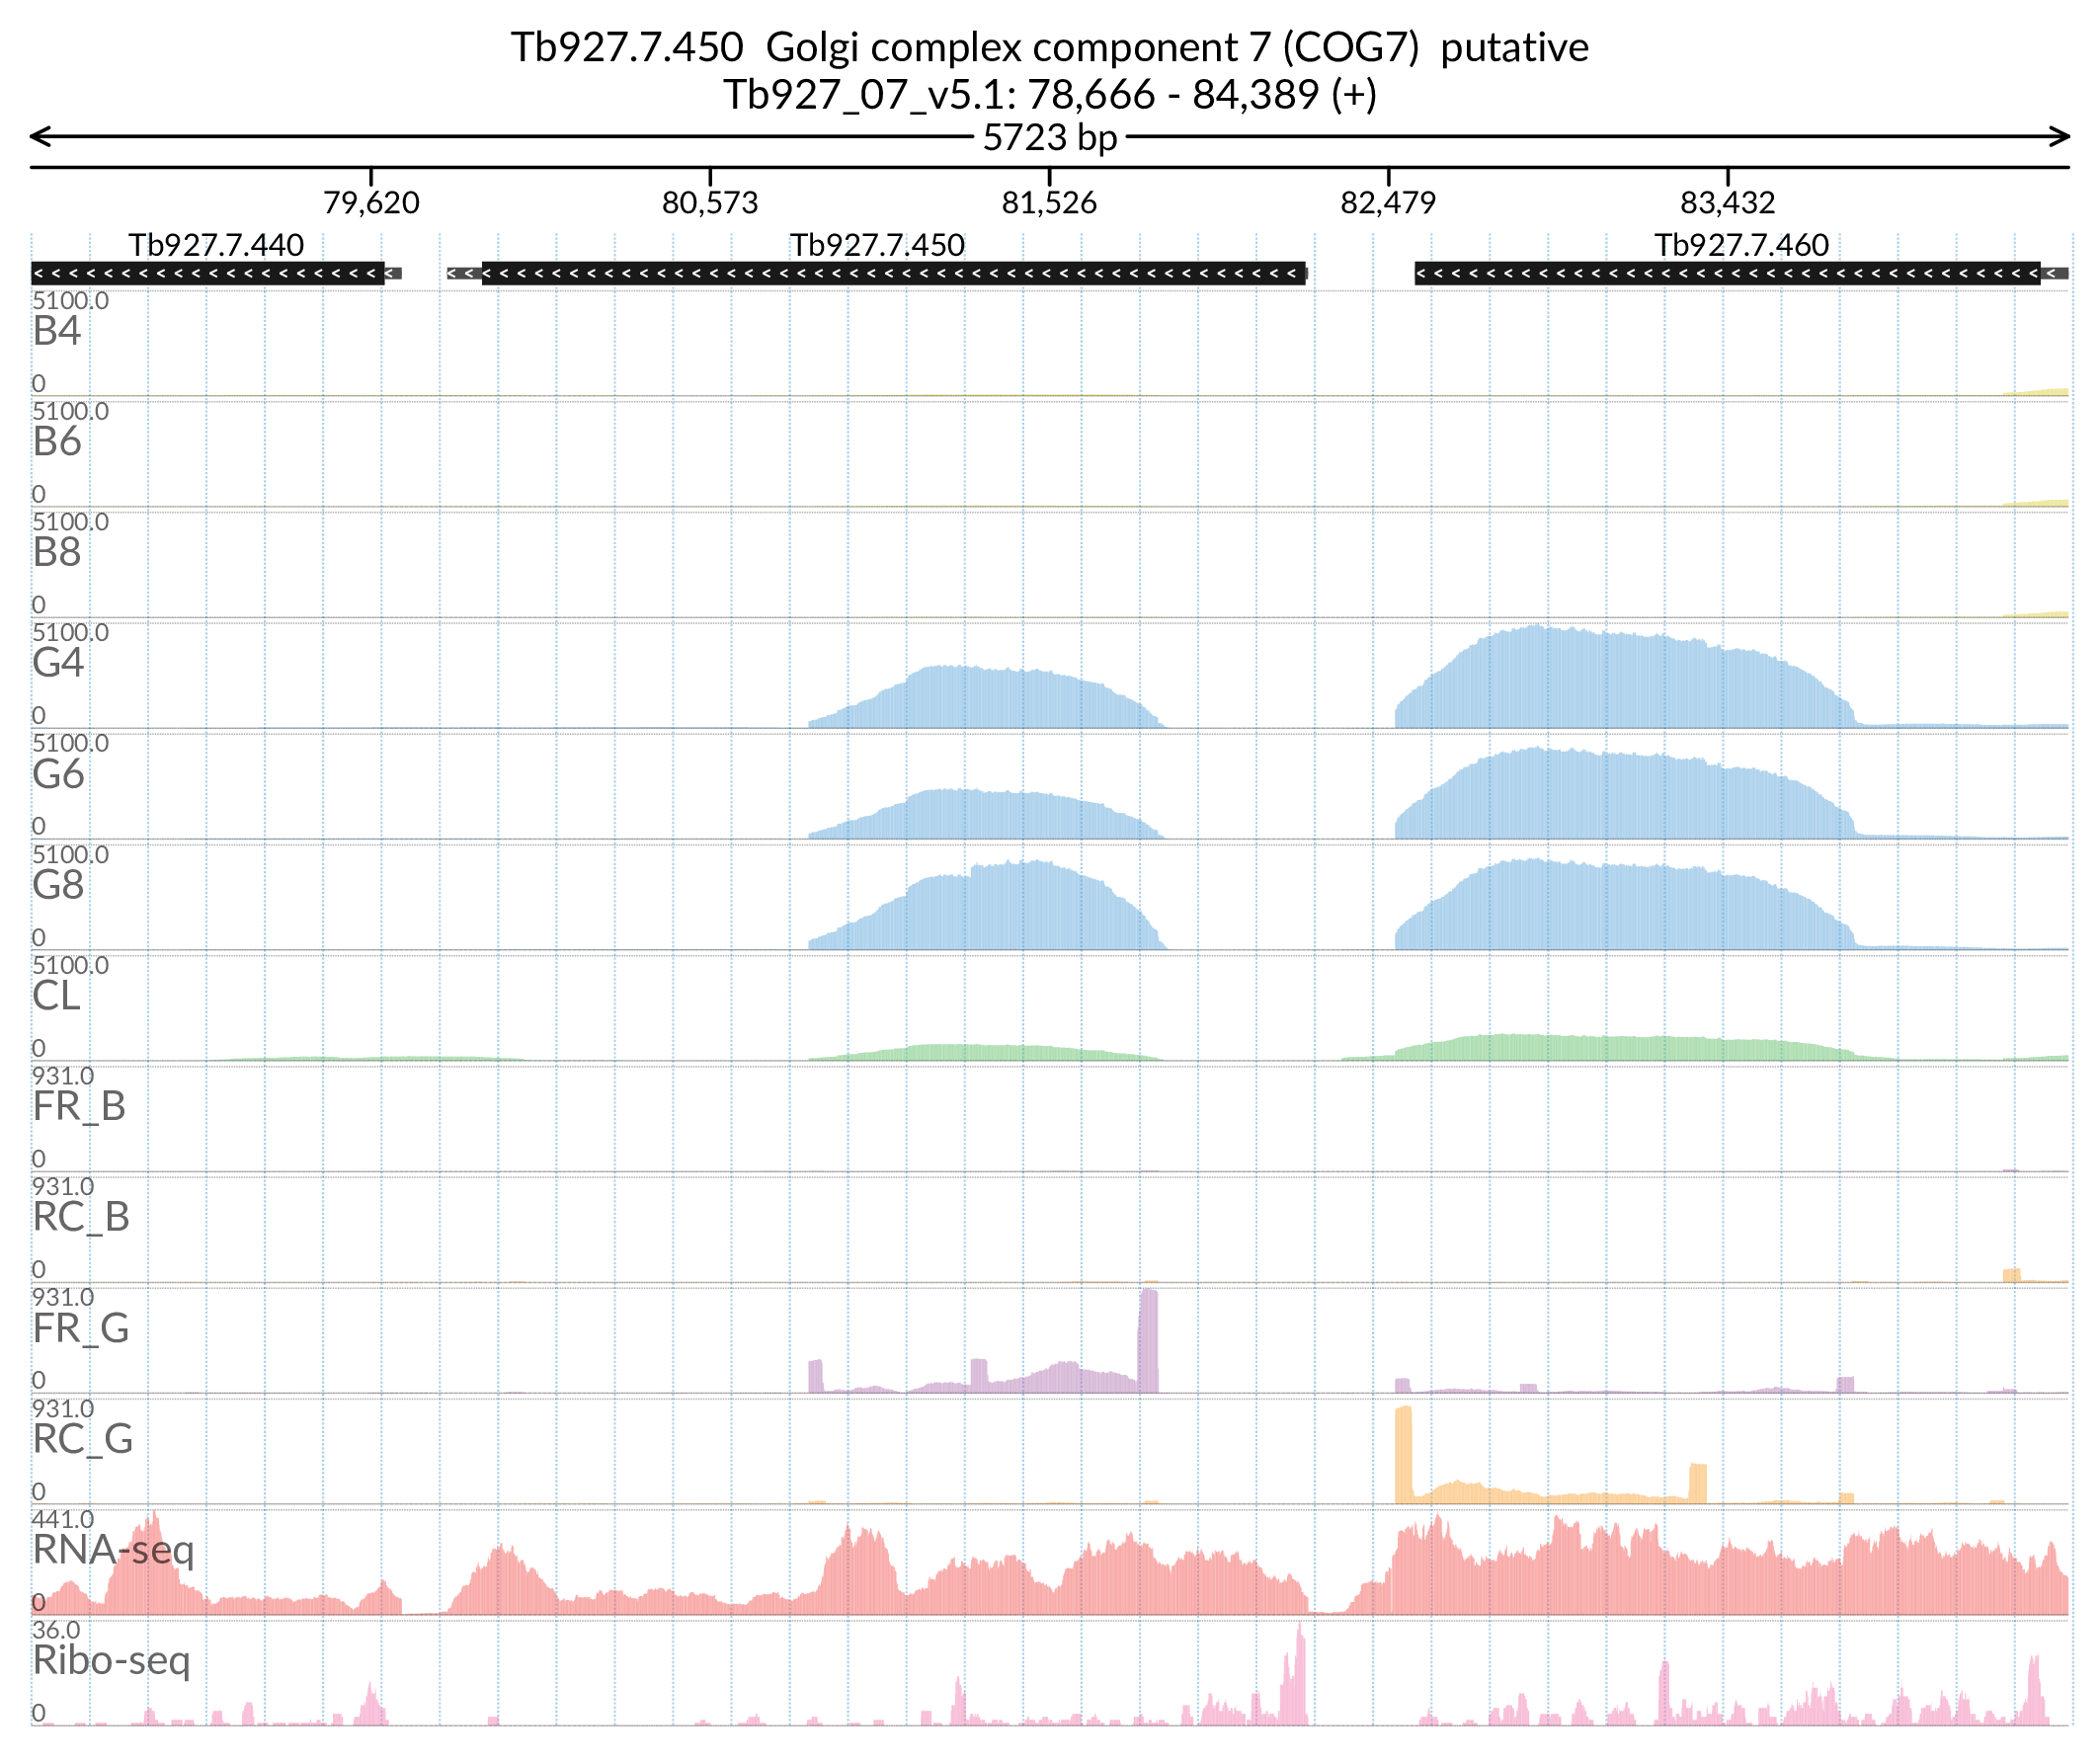 Tb927.7.450  Golgi complex component 7 (COG7)  putative
Tb927_07_v5.1: 78,666 - 84,389 (+)
5723 bp
79,620 80,573 81,526 82,479 83,432
Tb927.7.440 Tb927.7.450 Tb927.7.460
5100.0
B4
0
5100.0
B6
0
5100.0
B8
0
5100.0
G4
0
5100.0
G6
0
5100.0
G8
0
5100.0
CL
0
931.0
FR_B
0
931.0
RC_B
0
931.0
FR_G
0
931.0
RC_G
0
441.0
RNA-seq
0
36.0
Ribo-seq
0